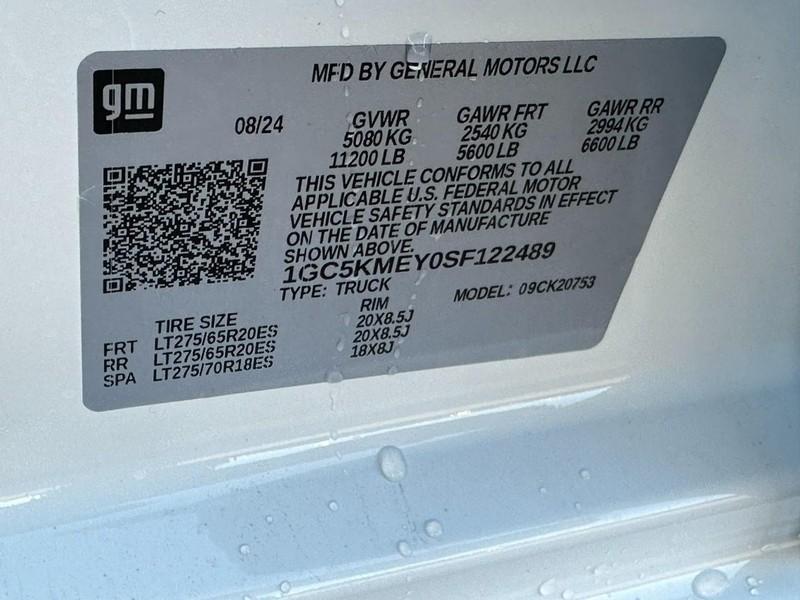 gm
MFD BY GENERAL MOTORS LLC
08/24 GVWR GAWR FRT GAWR RR
5080 KG 2540 KG 2994 KG
11200 LB 5600 LB 6600 LB
THIS VEHICLE CONFORMS TO ALL
APPLICABLE U.S. FEDERAL MOTOR
VEHICLE SAFETY STANDARDS IN EFFECT
ON THE DATE OF MANUFACTURE
SHOWN ABOVE.
1GC5KMEY0SF122489
TYPE: TRUCK MODEL: 09CK20753
TIRE SIZE RIM
FRT LT275/65R20ES 20X8.5J
RR LT275/65R20ES 20X8.5J
SPA LT275/70R18ES 18X8J